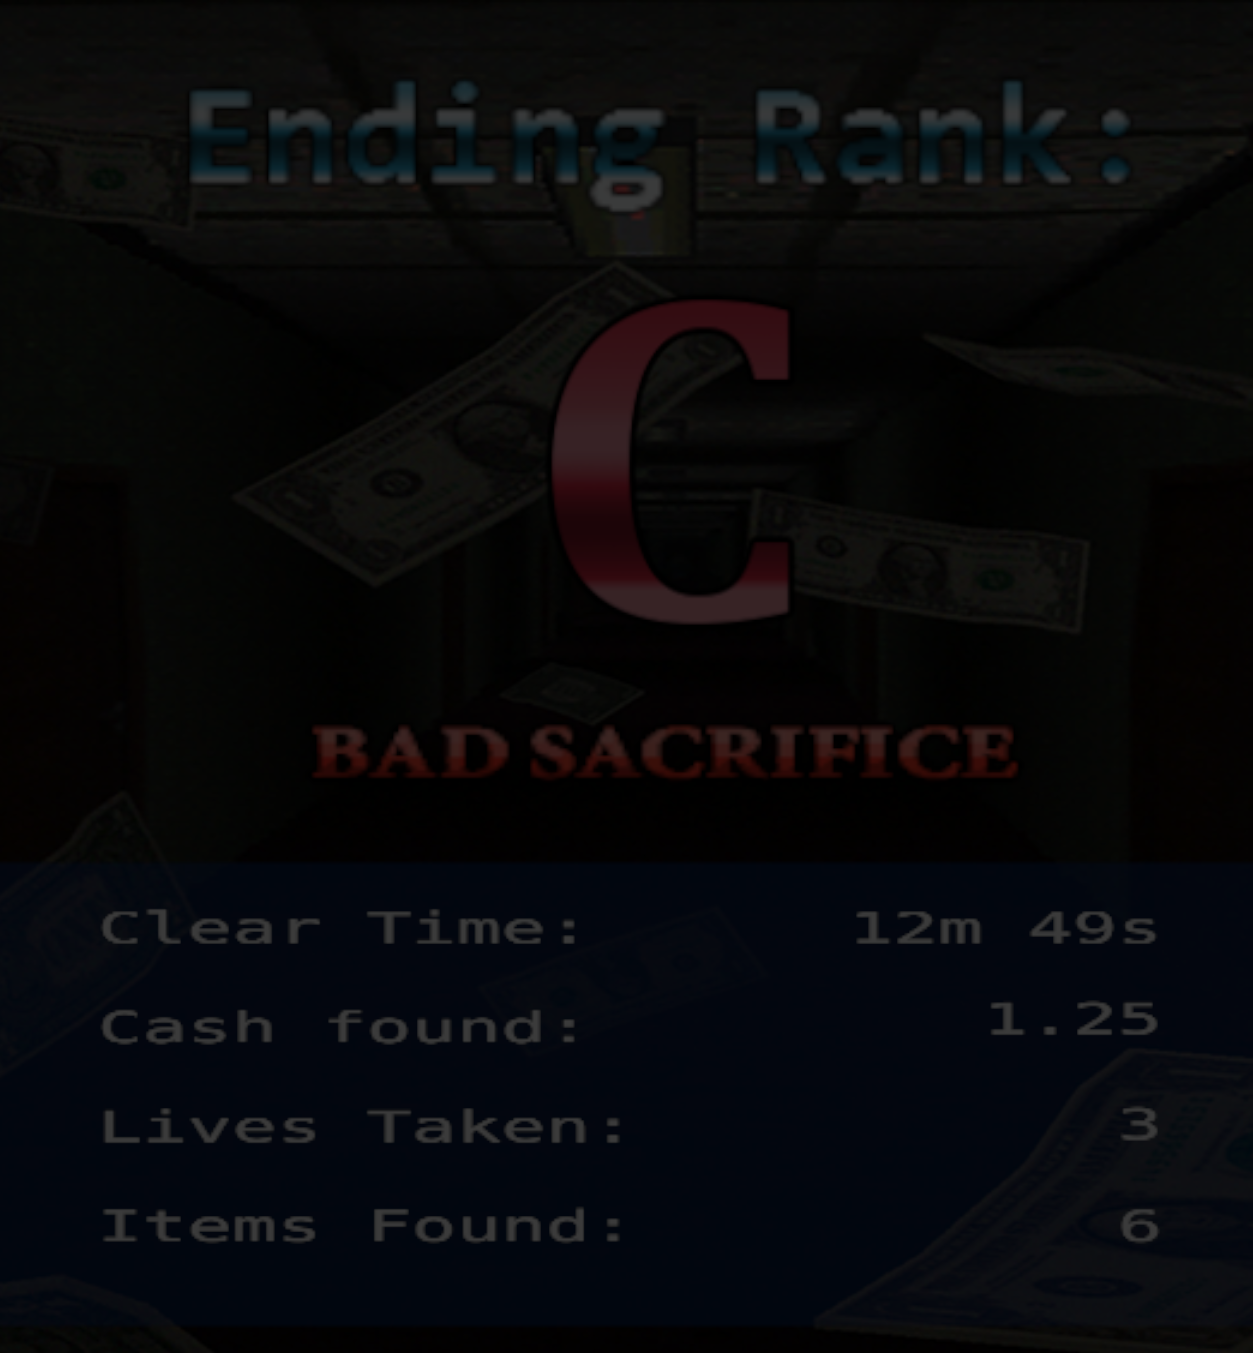 Ending Rank:
C
BAD SACRIFICE
Clear Time: 12m 49s
Cash found: 1.25
Lives Taken: 3
Items Found: 6